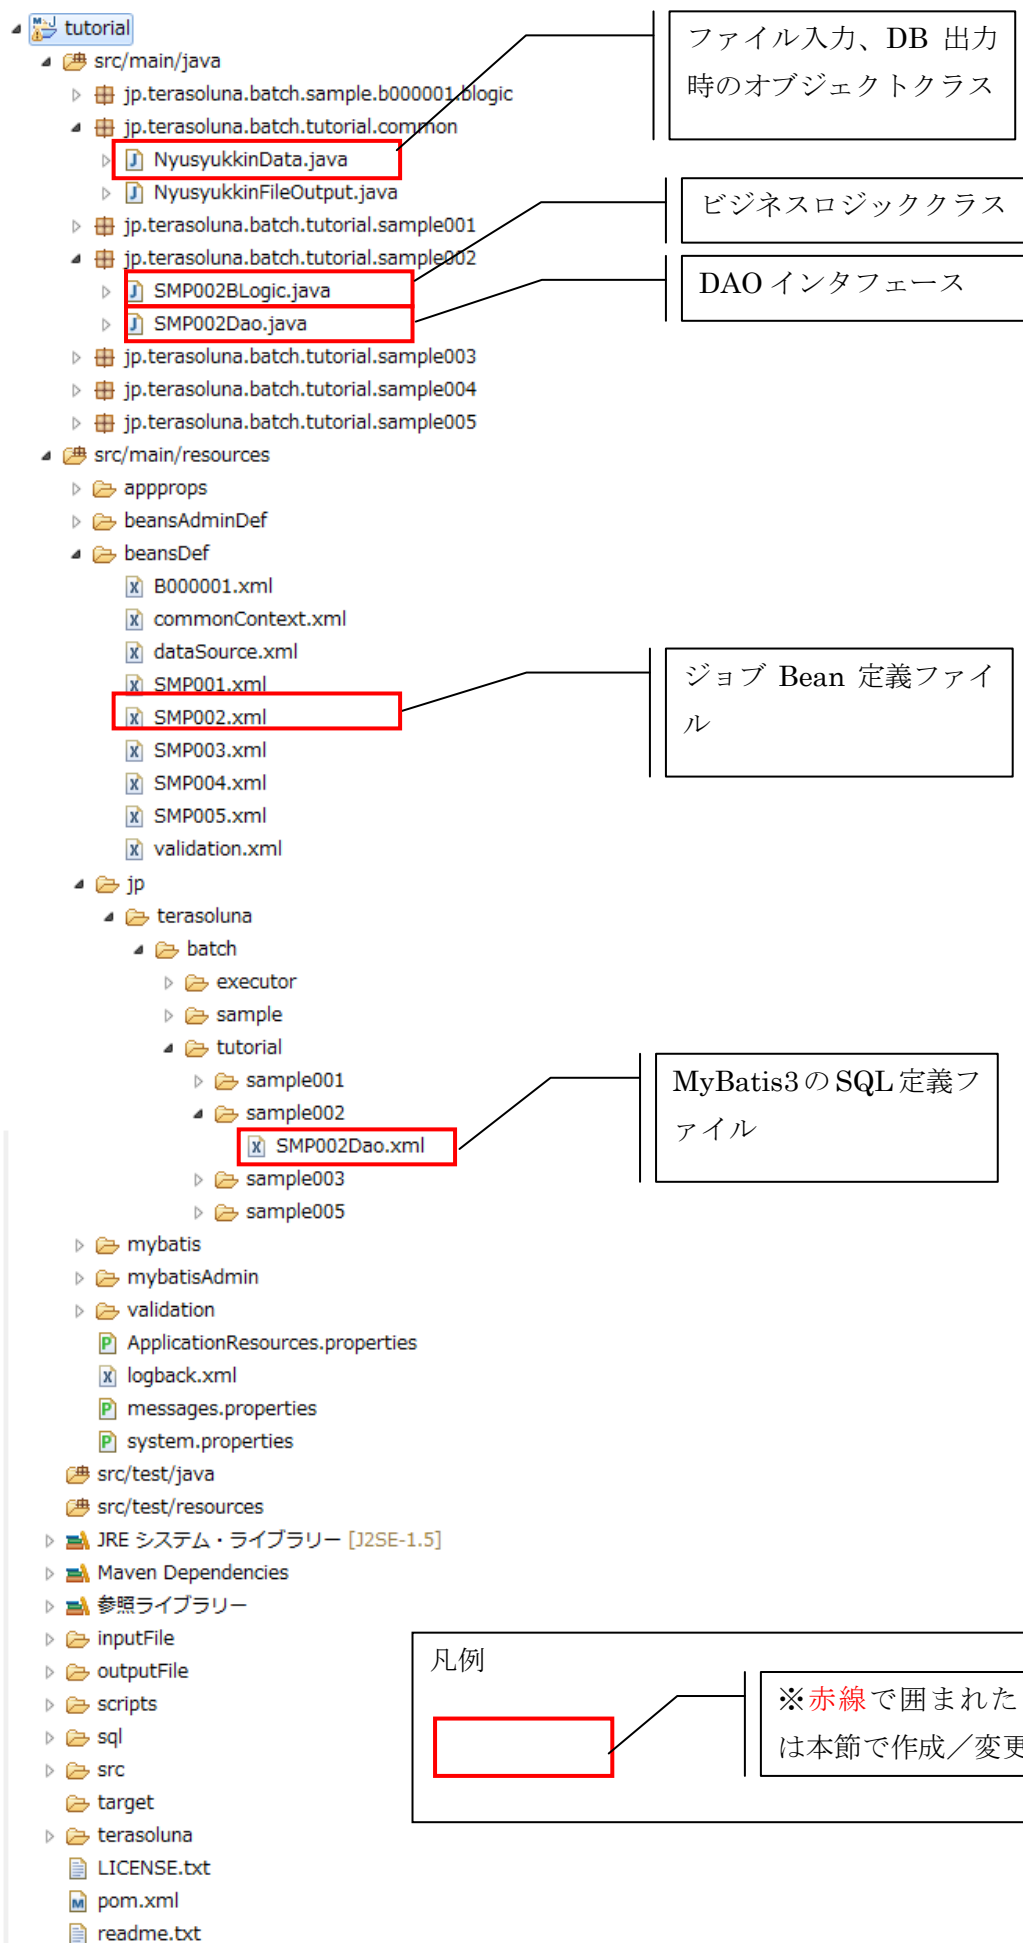 tutorial
src/main/java
jp.terasoluna.batch.sample.b000001.blogic
jp.terasoluna.batch.tutorial.common
NyusyukkinData.java
NyusyukkinFileOutput.java
jp.terasoluna.batch.tutorial.sample001
jp.terasoluna.batch.tutorial.sample002
SMP002BLogic.java
SMP002Dao.java
jp.terasoluna.batch.tutorial.sample003
jp.terasoluna.batch.tutorial.sample004
jp.terasoluna.batch.tutorial.sample005
src/main/resources
appprops
beansAdminDef
beansDef
B000001.xml
commonContext.xml
dataSource.xml
SMP001.xml
SMP002.xml
SMP003.xml
SMP004.xml
SMP005.xml
validation.xml
jp
terasoluna
batch
executor
sample
tutorial
sample001
sample002
SMP002Dao.xml
sample003
sample005
mybatis
mybatisAdmin
validation
ApplicationResources.properties
logback.xml
messages.properties
system.properties
src/test/java
src/test/resources
JRE システム・ライブラリー [J2SE-1.5]
Maven Dependencies
参照ライブラリー
inputFile
outputFile
scripts
sql
src
target
terasoluna
LICENSE.txt
pom.xml
readme.txt
ファイル入力、DB 出力
時のオブジェクトクラス
ビジネスロジッククラス
DAO インタフェース
ジョブ Bean 定義ファイ
ル
MyBatis3 の SQL 定義フ
ァイル
凡例
※赤線で囲まれた
は本節で作成／変更